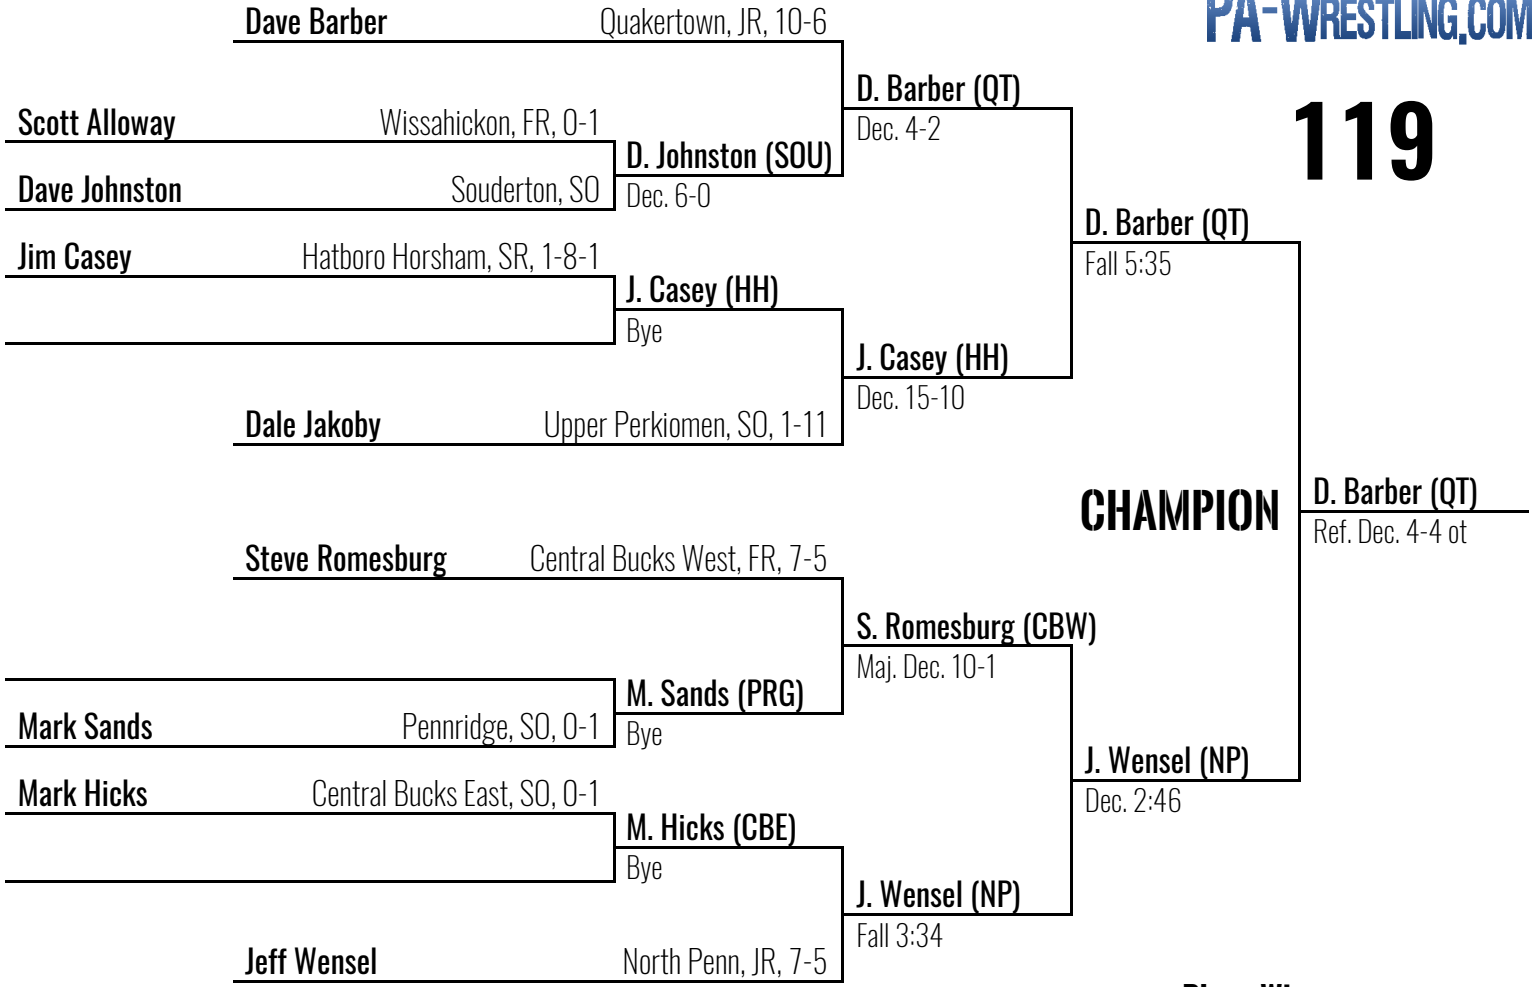 Dave Barber Quakertown, JR, 10-6
PA-WRESTLING.COM
D. Barber (QT)
Dec. 4-2
119
Scott Alloway Wissahickon, FR, 0-1
D. Johnston (SOU)
Dec. 6-0
Dave Johnston Souderton, SO
D. Barber (QT)
Fall 5:35
Jim Casey Hatboro Horsham, SR, 1-8-1
J. Casey (HH)
Bye
J. Casey (HH)
Dec. 15-10
Dale Jakoby Upper Perkiomen, SO, 1-11
CHAMPION
D. Barber (QT)
Ref. Dec. 4-4 ot
Steve Romesburg Central Bucks West, FR, 7-5
S. Romesburg (CBW)
Maj. Dec. 10-1
M. Sands (PRG)
Bye
Mark Sands Pennridge, SO, 0-1
J. Wensel (NP)
Dec. 2:46
Mark Hicks Central Bucks East, SO, 0-1
M. Hicks (CBE)
Bye
J. Wensel (NP)
Fall 3:34
Jeff Wensel North Penn, JR, 7-5